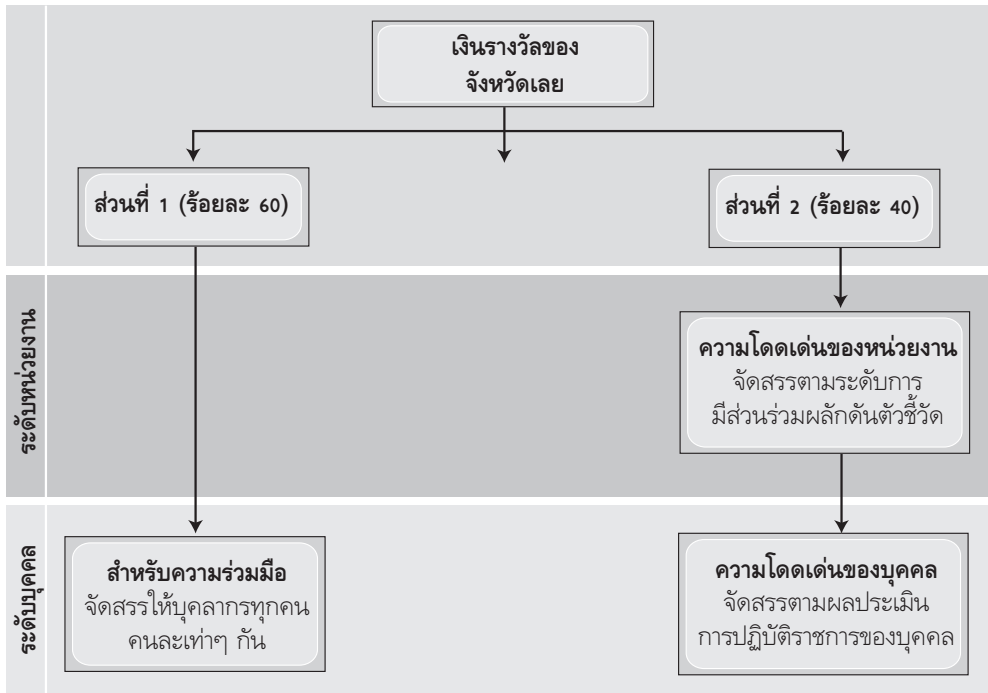 เงินรางวัลของ
จังหวัดเลย
ส่วนที่ 1 (ร้อยละ 60)
ส่วนที่ 2 (ร้อยละ 40)
ระดับหน่วยงาน
ความโดดเด่นของหน่วยงาน
จัดสรรตามระดับการ
มีส่วนร่วมผลักดันตัวชี้วัด
ระดับบุคคล
สำหรับความร่วมมือ
จัดสรรให้บุคลากรทุกคน
คนละเท่าๆ กัน
ความโดดเด่นของบุคคล
จัดสรรตามผลประเมิน
การปฏิบัติราชการของบุคคล